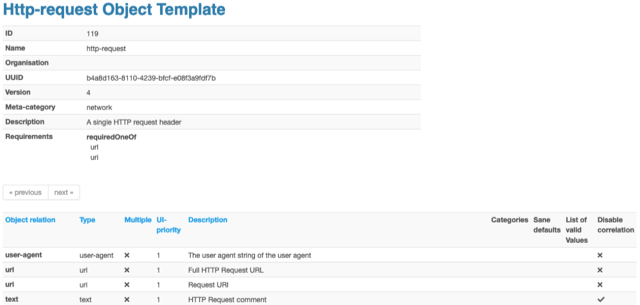 Http-request Object Template
ID 119
Name http-request
Organisation
UUID b4a8d163-8110-4239-bfcf-e08f3a9fdf7b
Version 4
Meta-category network
Description A single HTTP request header
Requirements requiredOneOf
url
uri
« previous next »
Object relation Type Multiple UI-priority Description Categories Sane defaults List of valid Values Disable correlation
user-agent user-agent ✕ 1 The user agent string of the user agent ✕
url url ✕ 1 Full HTTP Request URL ✕
uri uri ✕ 1 Request URI ✕
text text ✕ 1 HTTP Request comment ✓